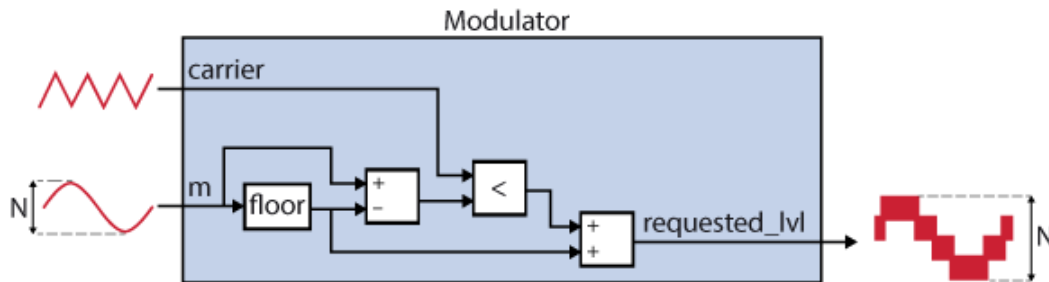 Modulator
carrier
N
m
floor
+
−
<
+
+
requested_lvl
N